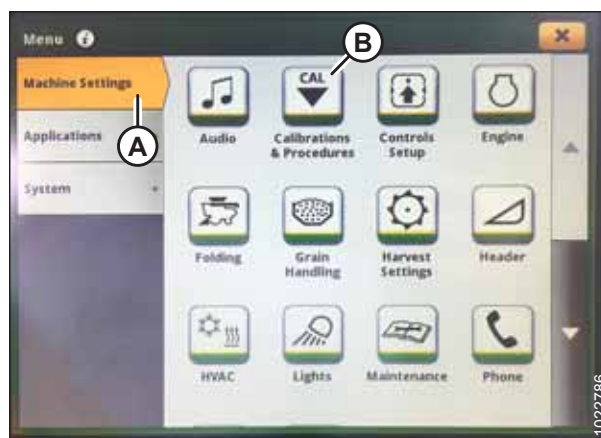 Menu i
B
Machine Settings
A
Applications
System
Audio
CAL
Calibrations & Procedures
Controls Setup
Engine
Folding
Grain Handling
Harvest Settings
Header
HVAC
Lights
Maintenance
Phone
1022786